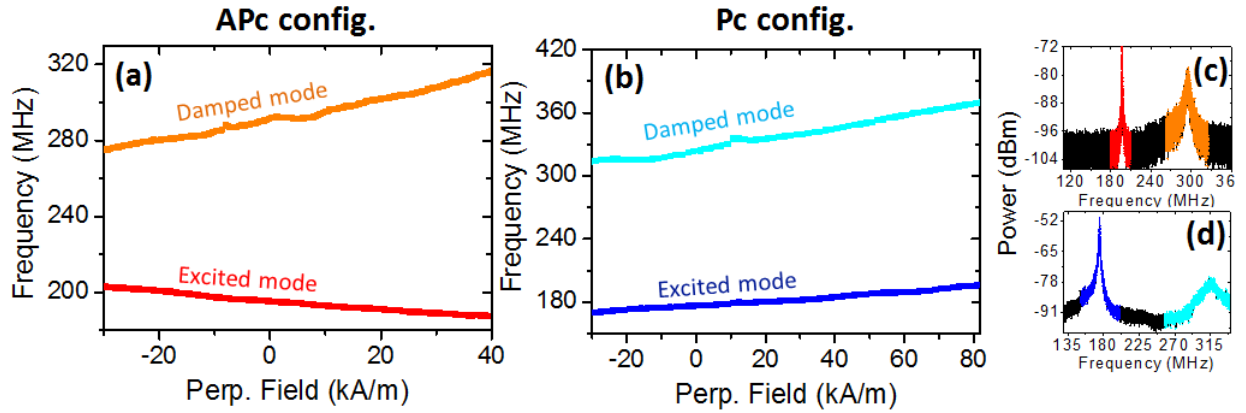 APc config.
Pc config.
(a)
Damped mode
Excited mode
320
280
240
200
Frequency (MHz)
-20
0
20
40
Perp. Field (kA/m)
(b)
Damped mode
Excited mode
420
360
300
240
180
Frequency (MHz)
-20
0
20
40
60
80
Perp. Field (kA/m)
Power (dBm)
(c)
-72
-80
-88
-96
-104
120
180
240
300
36
Frequency (MHz)
(d)
-52
-65
-78
-91
135
180
225
270
315
Frequency (MHz)